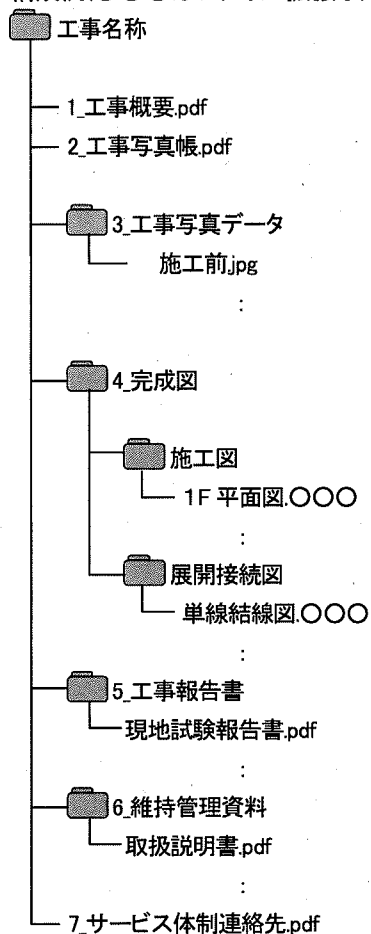 工事名称
1_工事概要.pdf
2_工事写真帳.pdf
3_工事写真データ
施工前.jpg
:
4_完成図
施工図
1F 平面図.〇〇〇
:
展開接続図
単線結線図.〇〇〇
:
5_工事報告書
現地試験報告書.pdf
:
6_維持管理資料
取扱説明書.pdf
:
7_サービス体制連絡先.pdf